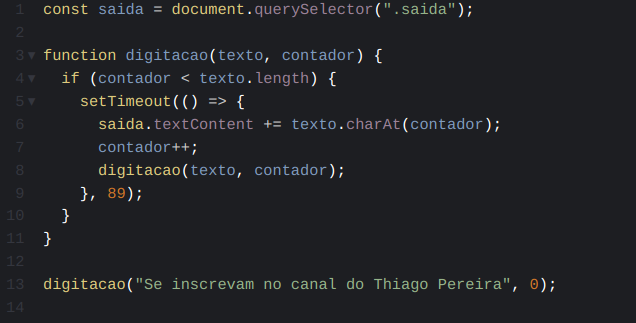 1 const saida = document.querySelector(".saida");
2
3 function digitacao(texto, contador) {
4 if (contador < texto.length) {
5 setTimeout(() => {
6 saida.textContent += texto.charAt(contador);
7 contador++;
8 digitacao(texto, contador);
9 }, 89);
10 }
11 }
12
13 digitacao("Se inscrevam no canal do Thiago Pereira", 0);
14